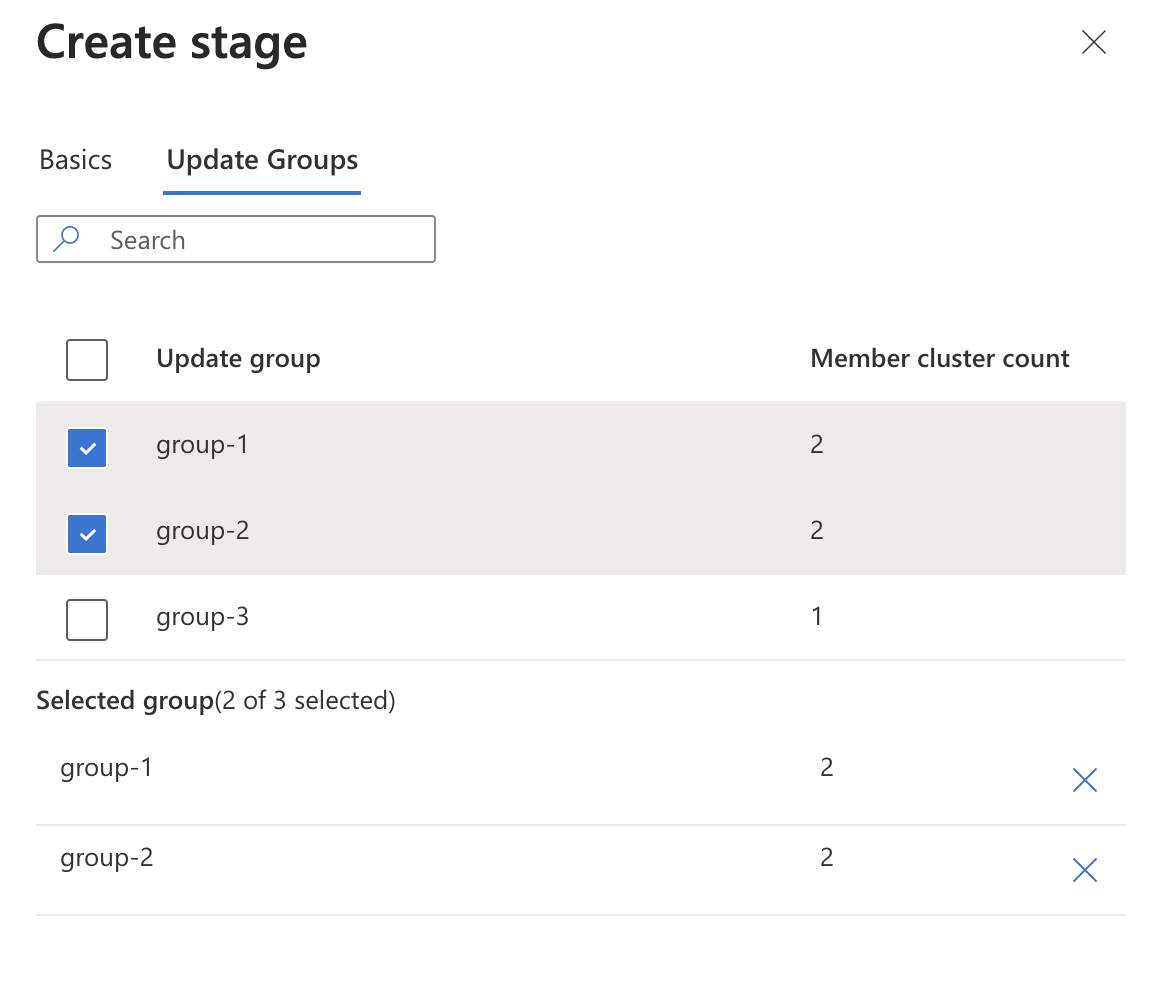 Create stage
Basics Update Groups
Search
Update group Member cluster count
group-1 2
group-2 2
group-3 1
Selected group(2 of 3 selected)
group-1 2
group-2 2